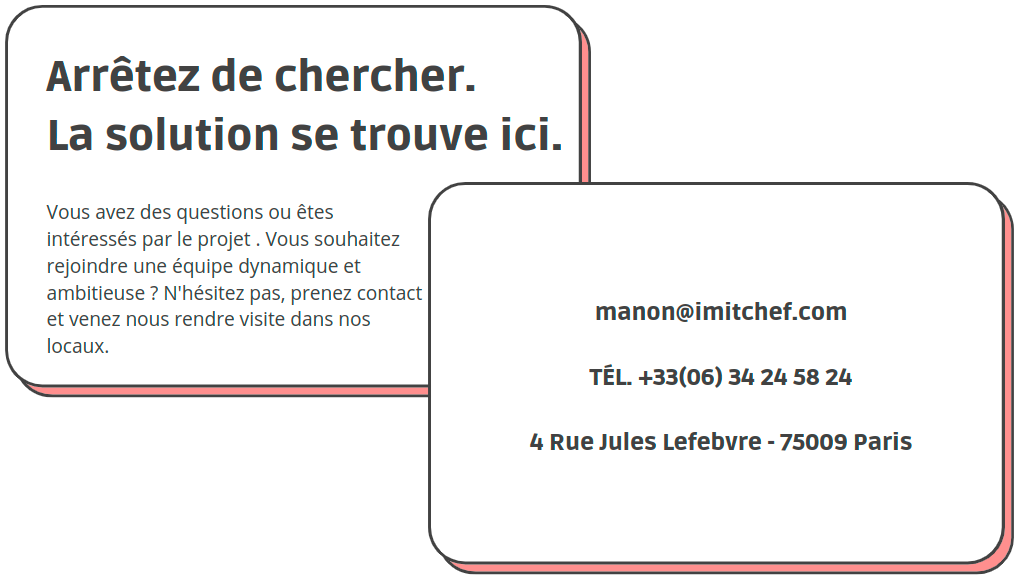 Arrêtez de chercher.
La solution se trouve ici.
Vous avez des questions ou êtes
intéressés par le projet . Vous souhaitez
rejoindre une équipe dynamique et
ambitieuse ? N'hésitez pas, prenez contact
et venez nous rendre visite dans nos
locaux.
manon@imitchef.com
TÉL. +33(06) 34 24 58 24
4 Rue Jules Lefebvre - 75009 Paris